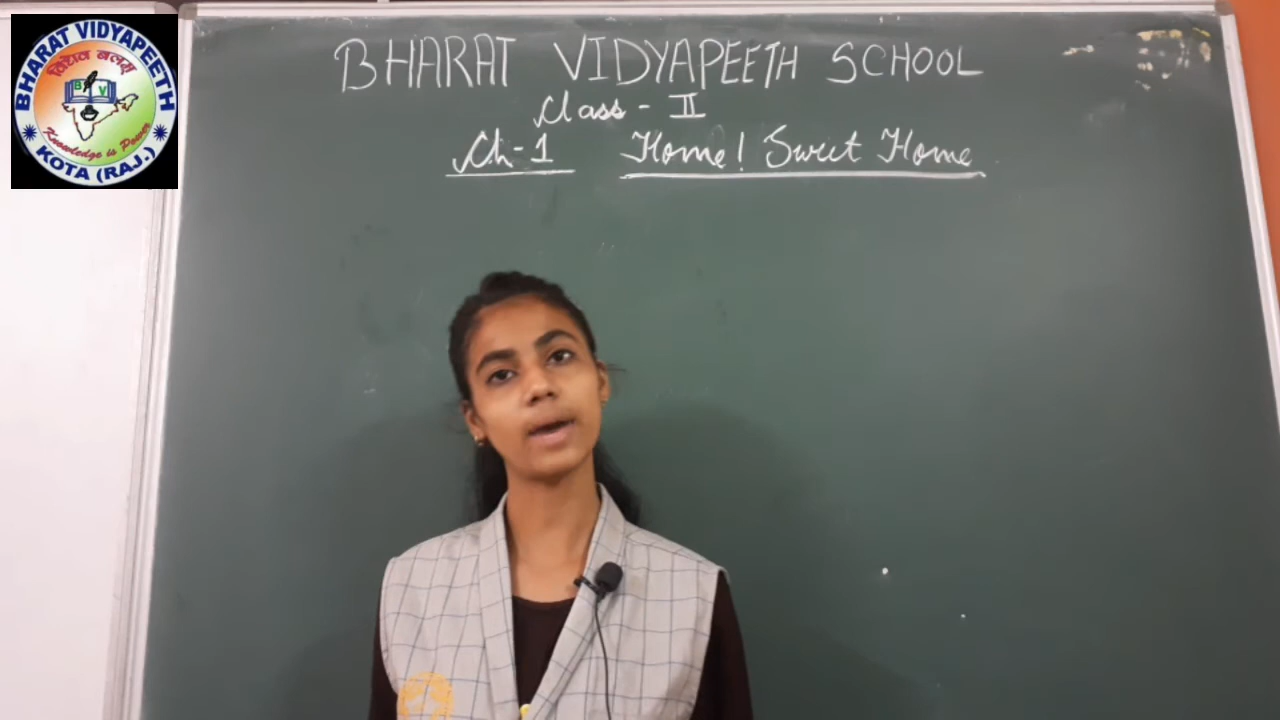 BHARAT VIDYAPEETH
B V
Knowledge is Power
KOTA (RAJ.)
BHARAT VIDYAPEETH SCHOOL
Class - II
Ch-1 Home! Sweet Home